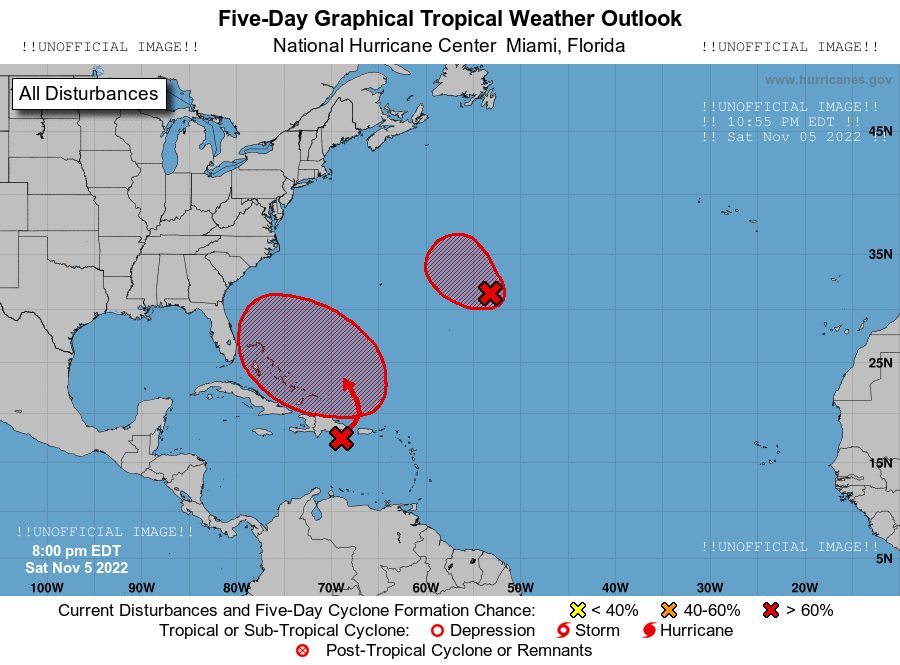 Five-Day Graphical Tropical Weather Outlook
!!UNOFFICIAL IMAGE!! National Hurricane Center  Miami, Florida !!UNOFFICIAL IMAGE!!
All Disturbances
www.hurricanes.gov
!!UNOFFICIAL IMAGE!!
!! 10:55 PM EDT !!
!! Sat Nov 05 2022 !!
45N
35N
25N
15N
!!UNOFFICIAL IMAGE!!
8:00 pm EDT
Sat Nov 5 2022
!!UNOFFICIAL IMAGE!!
5N
100W 90W 80W 70W 60W 50W 40W 30W 20W
Current Disturbances and Five-Day Cyclone Formation Chance: < 40% 40-60% > 60%
Tropical or Sub-Tropical Cyclone: Depression Storm Hurricane
Post-Tropical Cyclone or Remnants